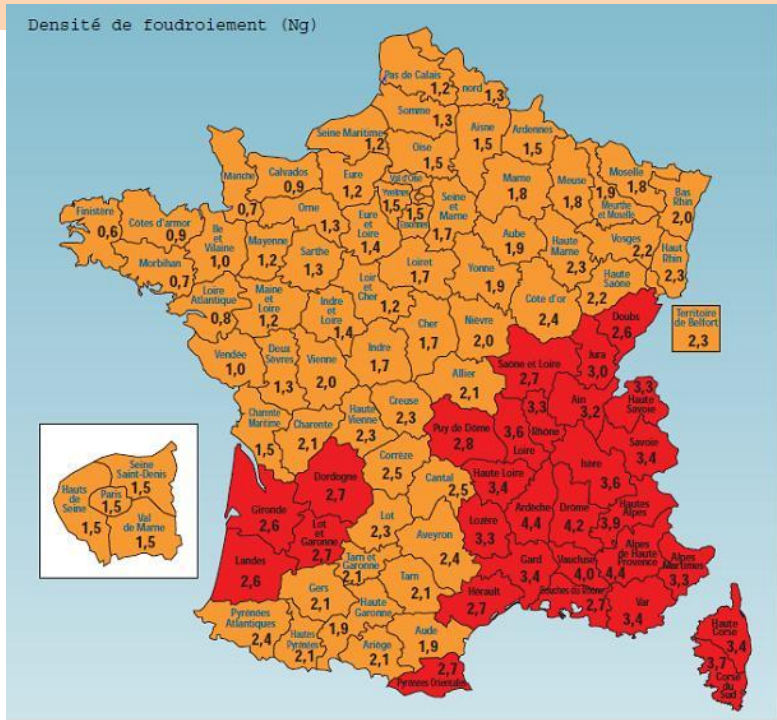 Densité de foudroiement (Ng)
Pas de Calais
1,2
nord
1,3
Somme
1,3
Seine Maritime
1,2
Aisne
1,5
Ardennes
1,5
Oise
1,5
Manche
0,7
Calvados
0,9
Eure
1,2
Val d'Oise
Yvelines
1,5
1,5
Essonnes
Seine
et
Marne
1,7
Marne
1,8
Meuse
1,8
Moselle
1,8
1,9
Meurthe
et Moselle
Bas
Rhin
2,0
Finistère
0,6
Côtes d'armor
0,9
Ile
et
Vilaine
1,0
Orne
1,3
Mayenne
1,2
Sarthe
1,3
Eure et
Loire
1,4
Aube
1,9
Haute
Marne
2,3
Vosges
2,2
Haut
Rhin
2,3
Morbihan
0,7
Loiret
1,7
Yonne
1,9
Haute
Saône
2,2
Loire
Atlantique
0,8
Maine
et
Loire
1,2
Indre
et
Loire
1,4
Loir
et
Cher
1,2
Cher
1,7
Nièvre
2,0
Côte d'or
2,4
Doubs
2,6
Territoire
de Belfort
2,3
Vendée
1,0
Deux
Sèvres
1,3
Vienne
2,0
Indre
1,7
Allier
2,1
Saône et Loire
2,7
Jura
3,0
Charente
Maritime
1,5
Charente
2,1
Haute
Vienne
2,3
Creuse
2,3
Puy de Dôme
2,8
3,6
Loire
3,3
Rhône
Ain
3,2
3,3
Haute
Savoie
Savoie
3,4
Corrèze
2,5
Cantal
2,5
Haute Loire
3,4
Isère
3,6
Dordogne
2,7
Gironde
2,6
Lot
et
Garonne
2,7
Lot
2,3
Aveyron
2,4
Lozère
3,3
Ardèche
4,4
Drôme
4,2
Hautes
Alpes
3,9
Landes
2,6
Tarn et
Garonne
2,1
Tarn
2,1
Gard
3,4
Vaucluse
4,0
Alpes
de Haute
Provence
4,4
Alpes
Martimes
3,3
Gers
2,1
Haute
Garonne
1,9
Hérault
2,7
Bouches du Rhône
2,7
Var
3,4
Pyrénées
Atlantiques
2,4
Hautes
Pyrénées
2,1
Ariège
2,1
Aude
1,9
2,7
Pyrénées Orientales
Haute
Corse
3,4
3,7
Corse
du
Sud
Hauts
de
Seine
1,5
Seine
Saint-Denis
1,5
Paris
1,5
Val
de Marne
1,5